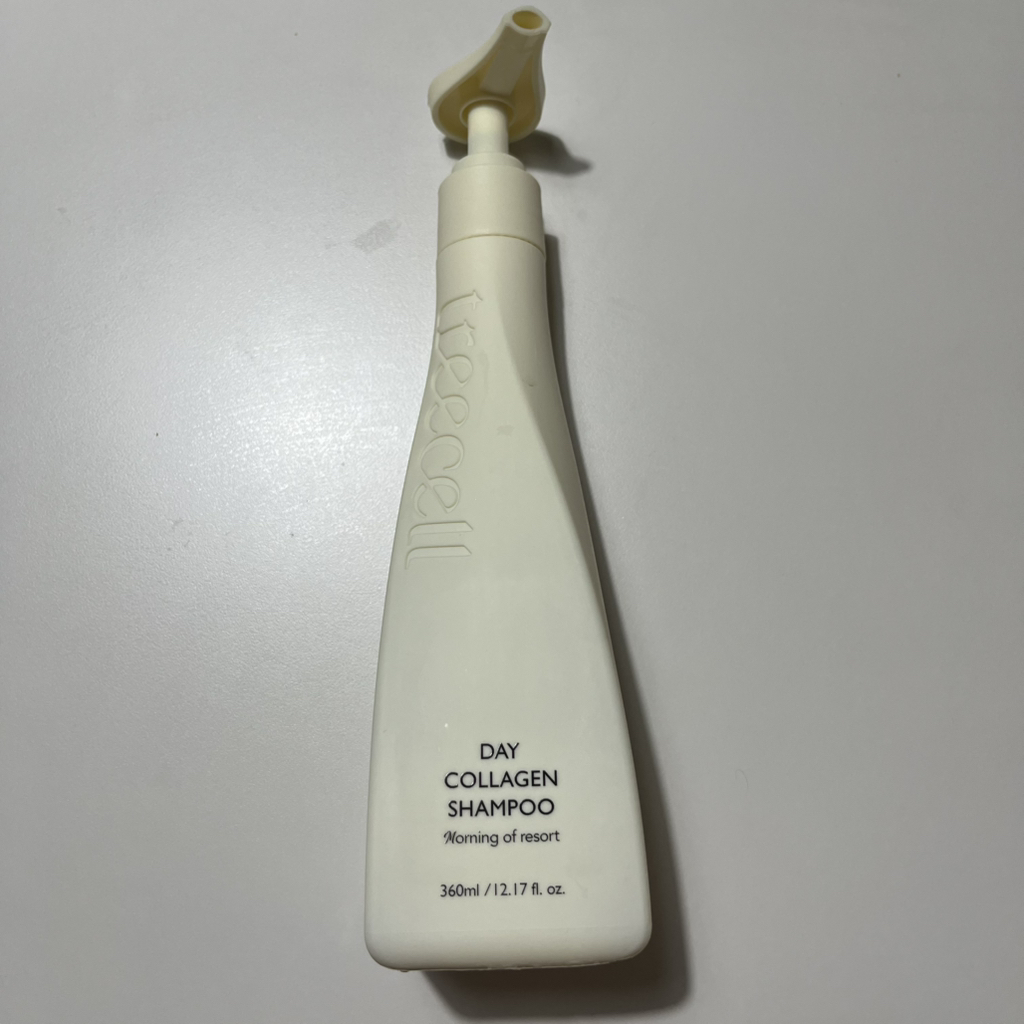 treecell
DAY
COLLAGEN
SHAMPOO
Morning of resort
360ml / 12.17 fl. oz.